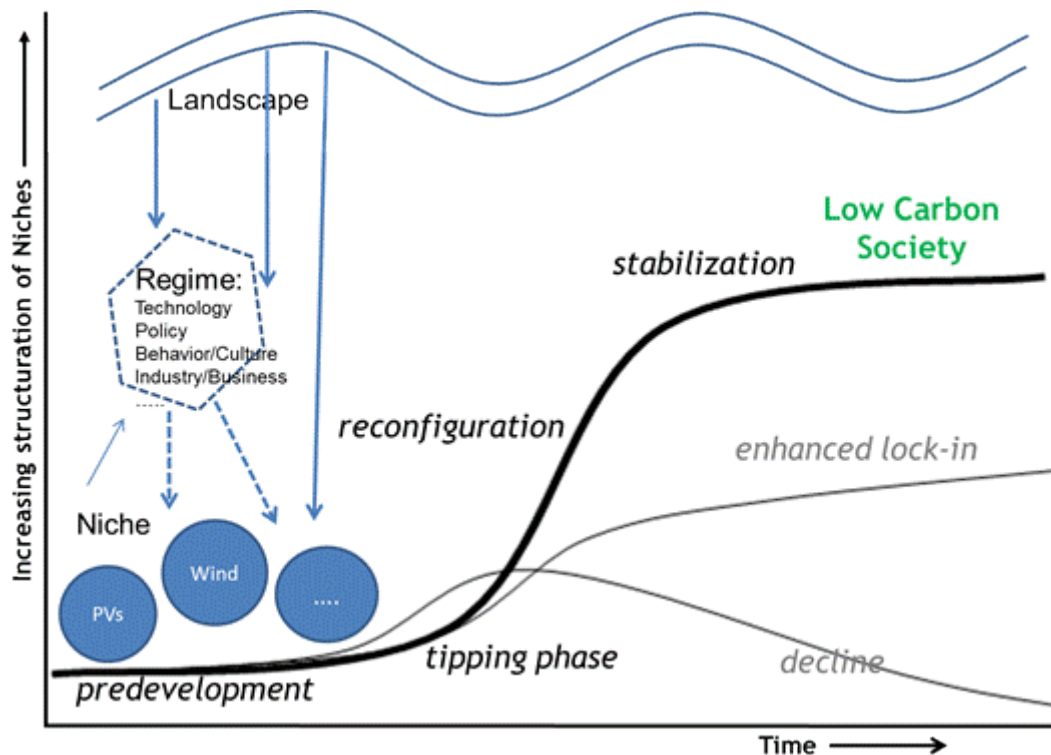 Increasing structuration of Niches
Landscape
Regime:
Technology
Policy
Behavior/Culture
Industry/Business
-----
Niche
PVs
Wind
....
predevelopment
tipping phase
reconfiguration
stabilization
Low Carbon
Society
enhanced lock-in
decline
Time